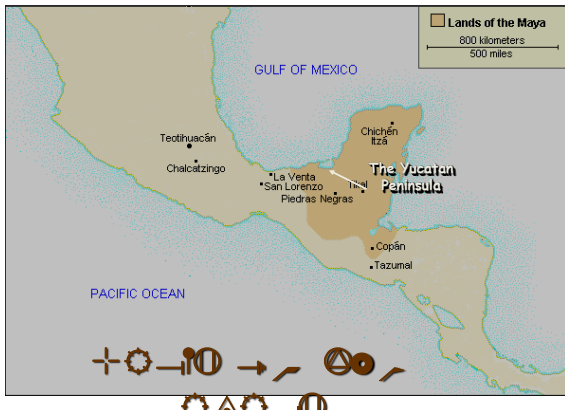 Lands of the Maya
800 kilometers
500 miles
GULF OF MEXICO
Chichén
Itzá
Teotihuacán
Chalcatzingo
The Yucatan
Peninsula
La Venta
San Lorenzo
Tikal
Piedras Negras
Copán
Tazumal
PACIFIC OCEAN